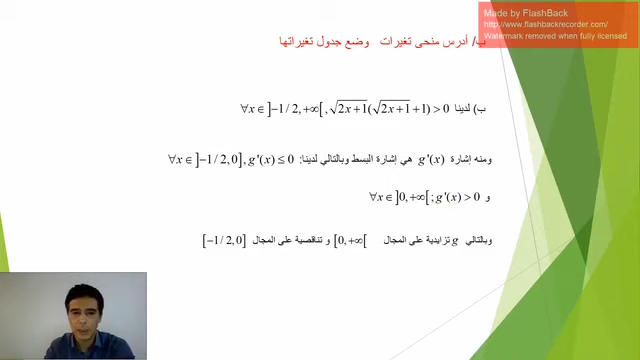 Made by FlashBack
http://www.flashbackrecorder.com/
Watermark removed when fully licensed
ب/ أدرس منحى تغيرات وضع جدول تغيراتها
ب) لدينا ∀x ∈ ]−1/2, +∞[ , √(2x+1)(√(2x+1)+1) > 0
ومنه إشارة g'(x) هي إشارة البسط وبالتالي لدينا: ∀x ∈ ]−1/2, 0], g'(x) ≤ 0
و ∀x ∈ ]0, +∞[ ; g'(x) > 0
وبالتالي g تزايدية على المجال [0, +∞[ و تناقصية على المجال [−1/2, 0]